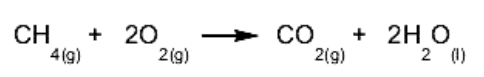 CH₄(g) + 2O₂(g) ⟶ CO₂(g) + 2H₂O(l)